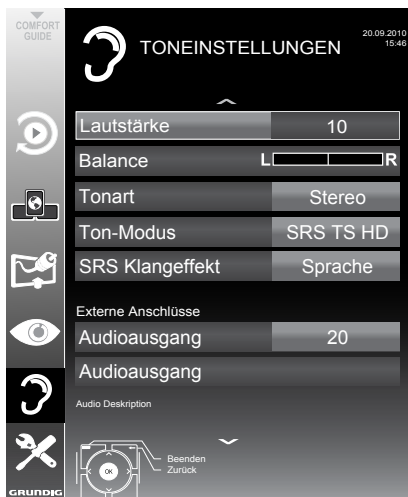 COMFORT
GUIDE
TONEINSTELLUNGEN
20.09.2010
15:46
Lautstärke 10
Balance L R
Tonart Stereo
Ton-Modus SRS TS HD
SRS Klangeffekt Sprache
Externe Anschlüsse
Audioausgang 20
Audioausgang
Audio Deskription
Beenden
Zurück
OK
GRUNDIG